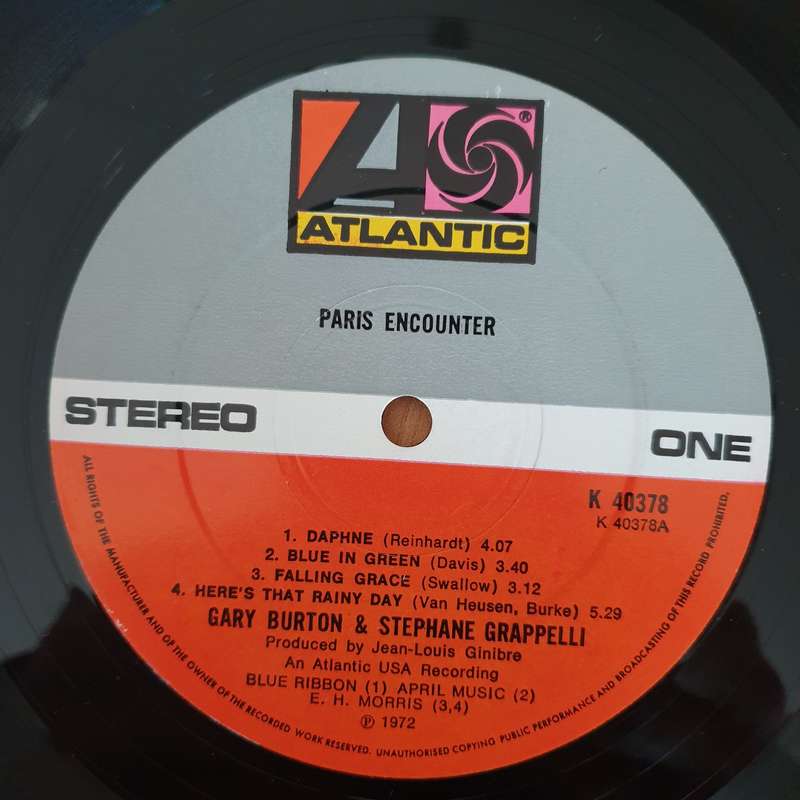 ATLANTIC
®
PARIS ENCOUNTER
STEREO
ONE
K 40378
K 40378A
1. DAPHNE (Reinhardt) 4.07
2. BLUE IN GREEN (Davis) 3.40
3. FALLING GRACE (Swallow) 3.12
4. HERE'S THAT RAINY DAY (Van Heusen, Burke) 5.29
GARY BURTON & STEPHANE GRAPPELLI
Produced by Jean-Louis Ginibre
An Atlantic USA Recording
BLUE RIBBON (1) APRIL MUSIC (2)
E. H. MORRIS (3,4)
℗ 1972
ALL RIGHTS OF THE MANUFACTURER AND OF THE OWNER OF THE RECORDED WORK RESERVED. UNAUTHORISED COPYING PUBLIC PERFORMANCE AND BROADCASTING OF THIS RECORD PROHIBITED.